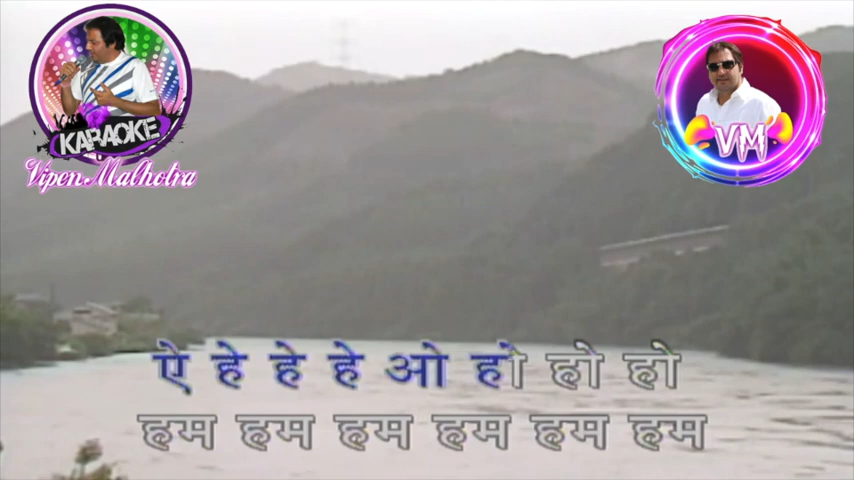 KARAOKE
Vipen Malhotra
VM
ऐ हे हे हे ओ हो हो हो
हम हम हम हम हम हम